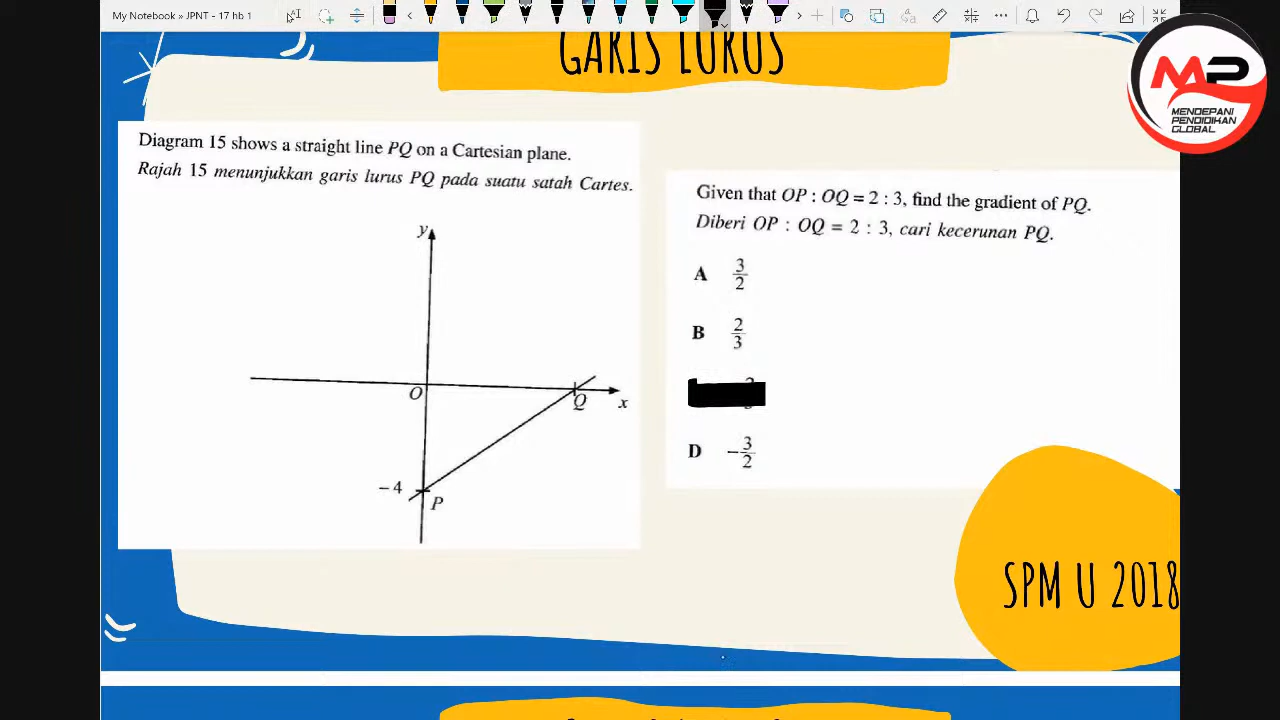 My Notebook » JPNT - 17 hb 1
GARIS LURUS
MP
MENDEPANI
PENDIDIKAN
GLOBAL
Diagram 15 shows a straight line PQ on a Cartesian plane.
Rajah 15 menunjukkan garis lurus PQ pada suatu satah Cartes.
y
O
Q
x
-4
P
Given that OP : OQ = 2 : 3, find the gradient of PQ.
Diberi OP : OQ = 2 : 3, cari kecerunan PQ.
A 3/2
B 2/3
D -3/2
SPM U 2018